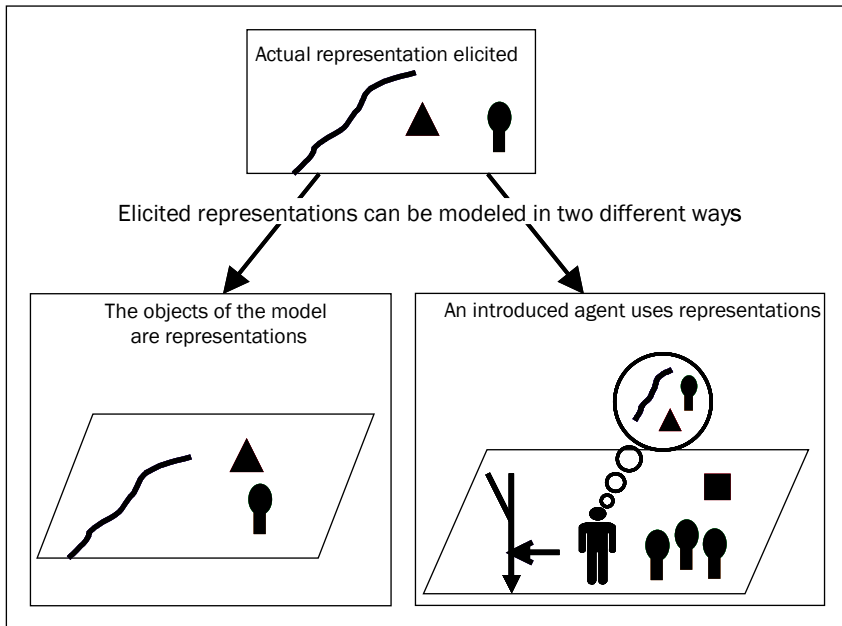 Actual representation elicited
Elicited representations can be modeled in two different ways
The objects of the model
are representations
An introduced agent uses representations